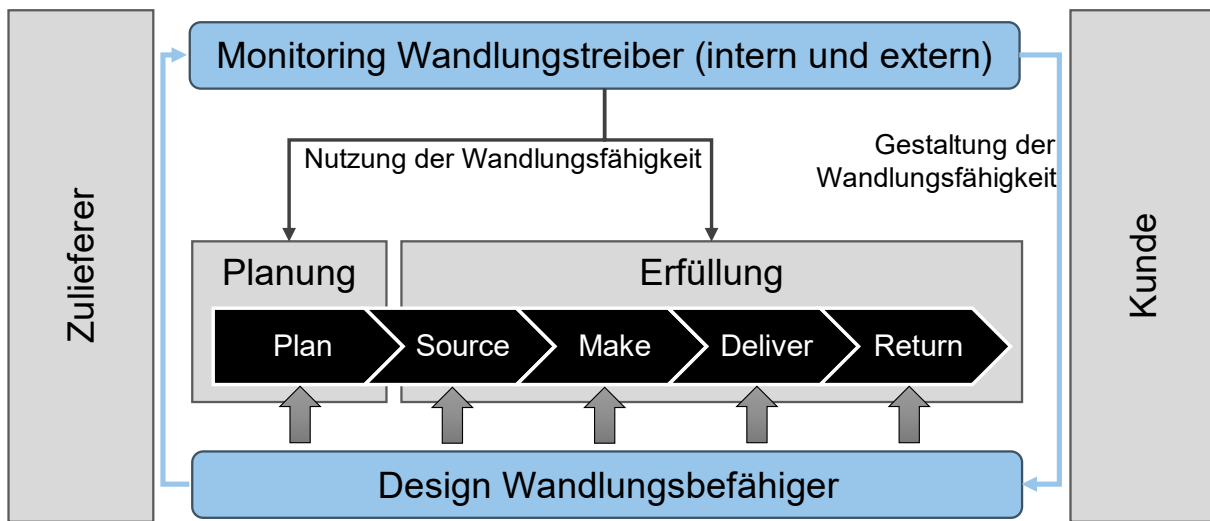 Monitoring Wandlungstreiber (intern und extern)
Nutzung der Wandlungsfähigkeit
Gestaltung der
Wandlungsfähigkeit
Zulieferer
Kunde
Planung
Erfüllung
Plan
Source
Make
Deliver
Return
Design Wandlungsbefähiger